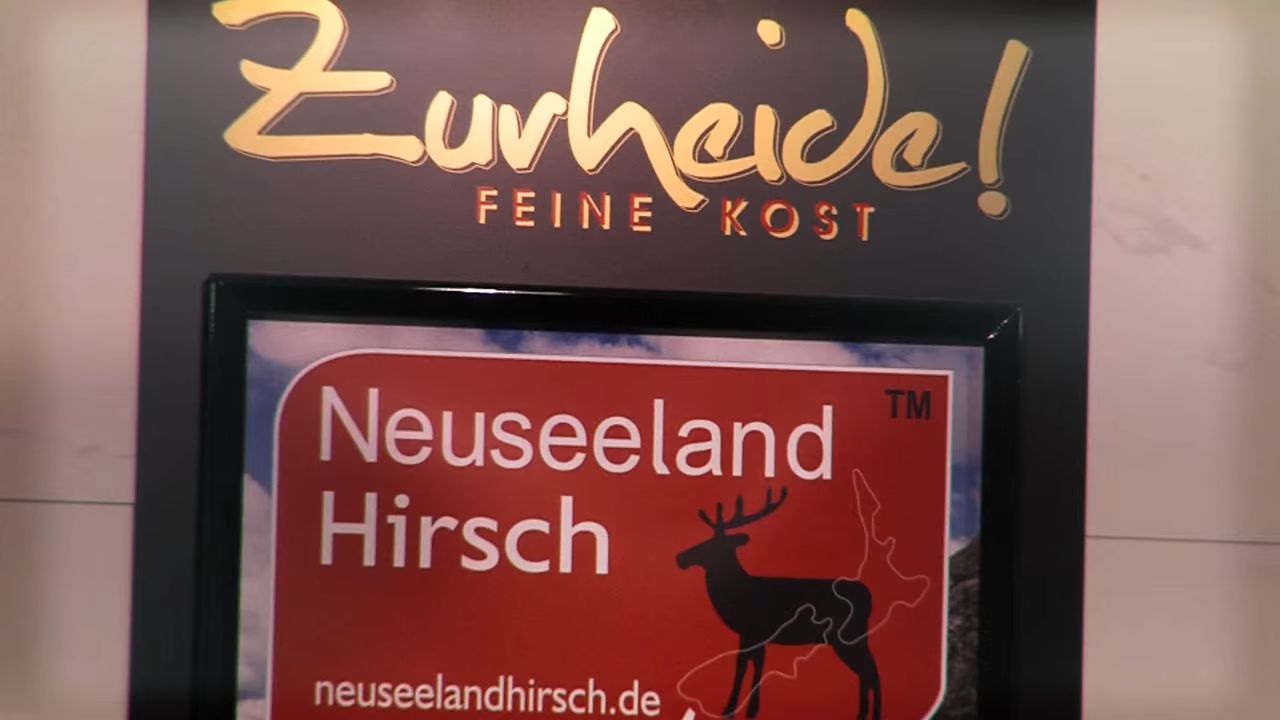 Zurheide!
FEINE KOST
Neuseeland TM
Hirsch
neuseelandhirsch.de